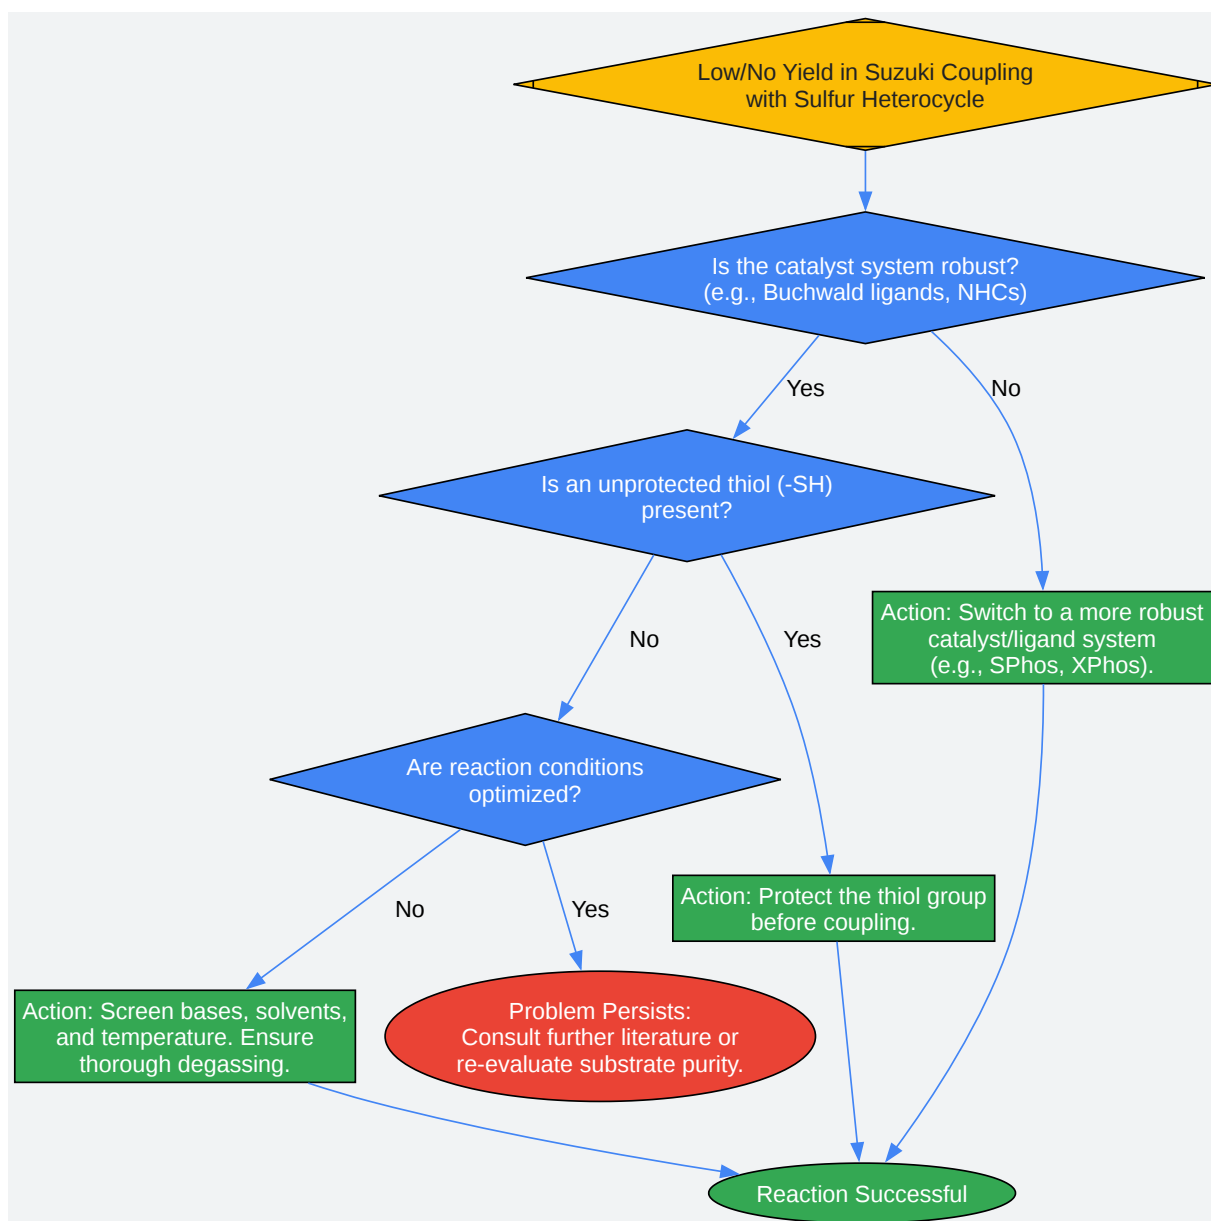 Low/No Yield in Suzuki Coupling
with Sulfur Heterocycle
Is the catalyst system robust?
(e.g., Buchwald ligands, NHCs)
Yes
No
Is an unprotected thiol (-SH)
present?
Action: Switch to a more robust
catalyst/ligand system
(e.g., SPhos, XPhos).
No
Yes
Are reaction conditions
optimized?
Action: Protect the thiol group
before coupling.
No
Yes
Action: Screen bases, solvents,
and temperature. Ensure
thorough degassing.
Problem Persists:
Consult further literature or
re-evaluate substrate purity.
Reaction Successful